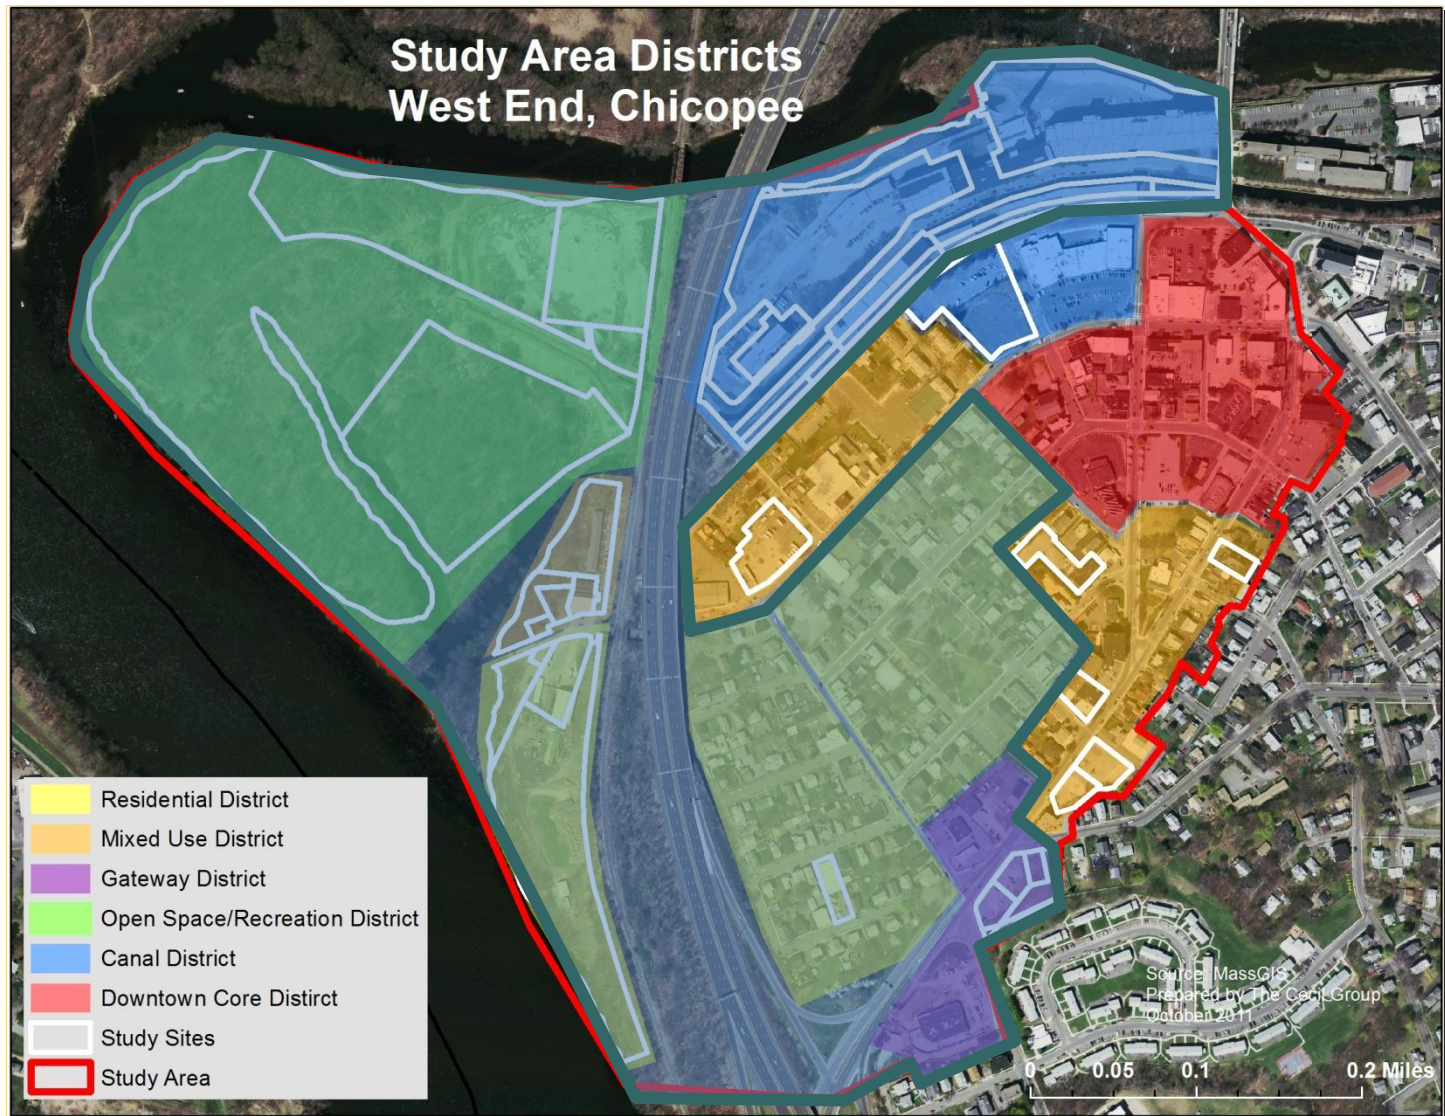 Study Area Districts
West End, Chicopee
Residential District
Mixed Use District
Gateway District
Open Space/Recreation District
Canal District
Downtown Core Distirct
Study Sites
Study Area
Source: MassGIS
Prepared by The Cecil Group
October 2011
0 0.05 0.1 0.2 Miles